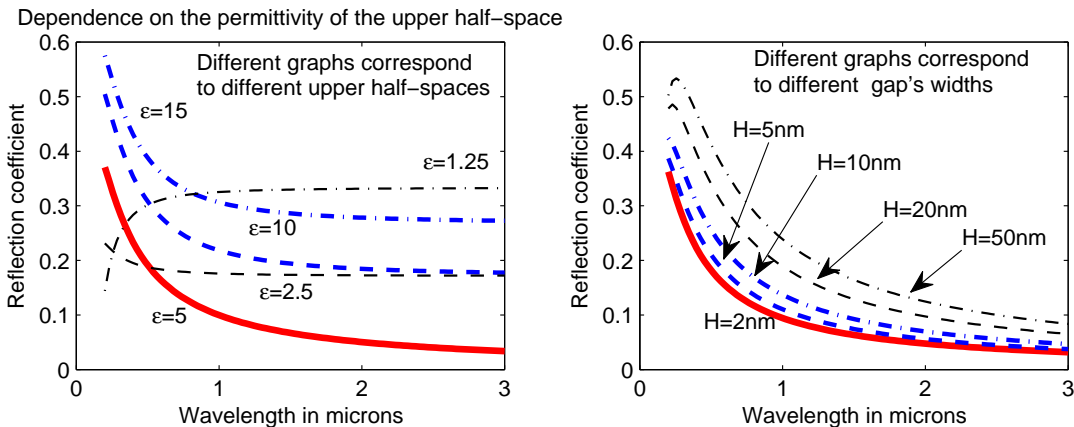 Dependence on the permittivity of the upper half−space
Different graphs correspond
to different upper half−spaces
ε=15
ε=1.25
ε=10
ε=2.5
ε=5
0.6
0.5
0.4
0.3
0.2
0.1
0
0
1
2
3
Reflection coefficient
Wavelength in microns
Different graphs correspond
to different gap's widths
H=5nm
H=10nm
H=20nm
H=50nm
H=2nm
0.6
0.5
0.4
0.3
0.2
0.1
0
0
1
2
3
Reflection coefficient
Wavelength in microns